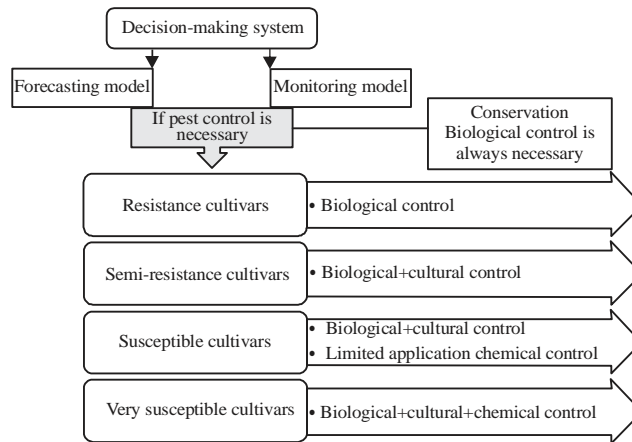 Decision-making system
Forecasting model
Monitoring model
If pest control is
necessary
Conservation
Biological control is
always necessary
Resistance cultivars
• Biological control
Semi-resistance cultivars
• Biological+cultural control
Susceptible cultivars
• Biological+cultural control
• Limited application chemical control
Very susceptible cultivars
• Biological+cultural+chemical control